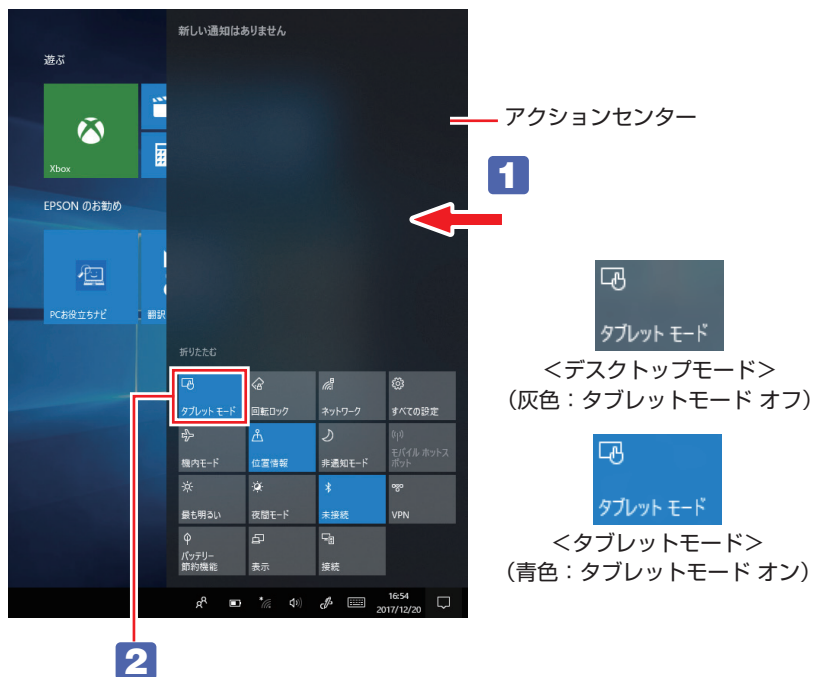 新しい通知はありません
遊ぶ
Xbox
EPSON のお勧め
PCお役立ちナビ
翻訳
アクションセンター
1
折りたたむ
タブレット モード
回転ロック
ネットワーク
すべての設定
機内モード
位置情報
非通知モード
モバイル ホットス
ポット
最も明るい
夜間モード
未接続
VPN
バッテリー
節約機能
表示
接続
16:54
2017/12/20
2
タブレット モード
<デスクトップモード>
(灰色:タブレットモード オフ)
タブレット モード
<タブレットモード>
(青色:タブレットモード オン)